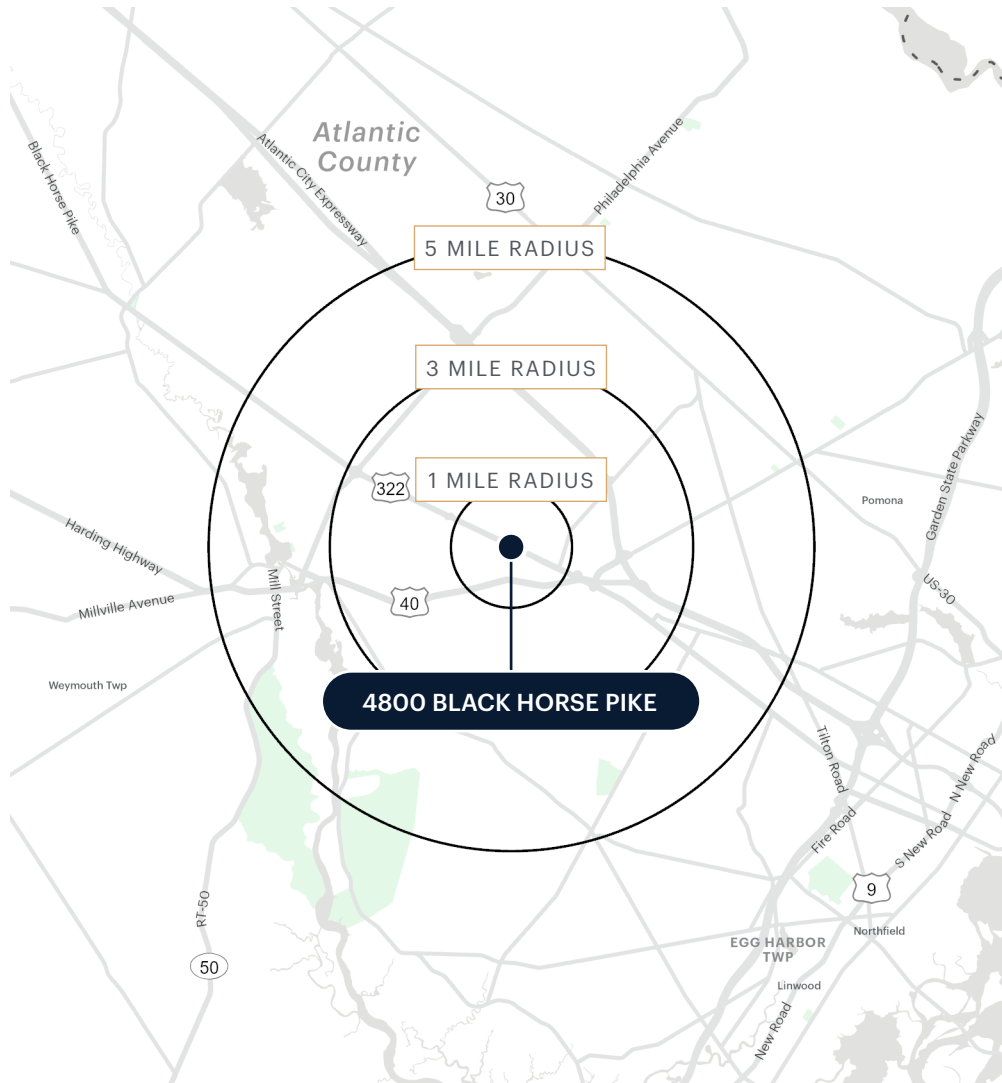 Atlantic
County
Black Horse Pike
Atlantic City Expressway
Philadelphia Avenue
30
5 MILE RADIUS
3 MILE RADIUS
1 MILE RADIUS
322
Pomona
Garden State Parkway
Harding Highway
Mill Street
Millville Avenue
40
US-30
Weymouth Twp
4800 BLACK HORSE PIKE
Tilton Road
N New Road
Fire Road
S New Road
9
RT-50
Northfield
EGG HARBOR
TWP
50
Linwood
New Road